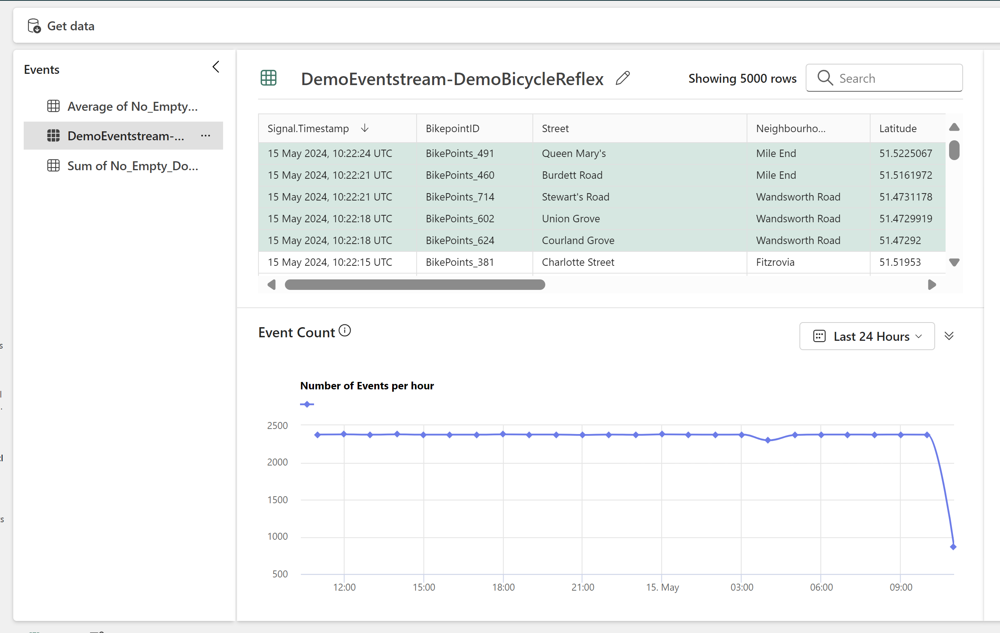 Get data
Events
Average of No_Empty...
DemoEventstream-... ...
Sum of No_Empty_Do...
DemoEventstream-DemoBicycleReflex
Showing 5000 rows
Search
Signal.Timestamp BikepointID Street Neighbourho... Latitude
15 May 2024, 10:22:24 UTC BikePoints_491 Queen Mary's Mile End 51.5225067
15 May 2024, 10:22:21 UTC BikePoints_460 Burdett Road Mile End 51.5161972
15 May 2024, 10:22:21 UTC BikePoints_714 Stewart's Road Wandsworth Road 51.4731178
15 May 2024, 10:22:18 UTC BikePoints_602 Union Grove Wandsworth Road 51.4729919
15 May 2024, 10:22:18 UTC BikePoints_624 Courland Grove Wandsworth Road 51.47292
15 May 2024, 10:22:15 UTC BikePoints_381 Charlotte Street Fitzrovia 51.51953
Event Count
Last 24 Hours
Number of Events per hour
2500
2000
1500
1000
500
12:00 15:00 18:00 21:00 15. May 03:00 06:00 09:00